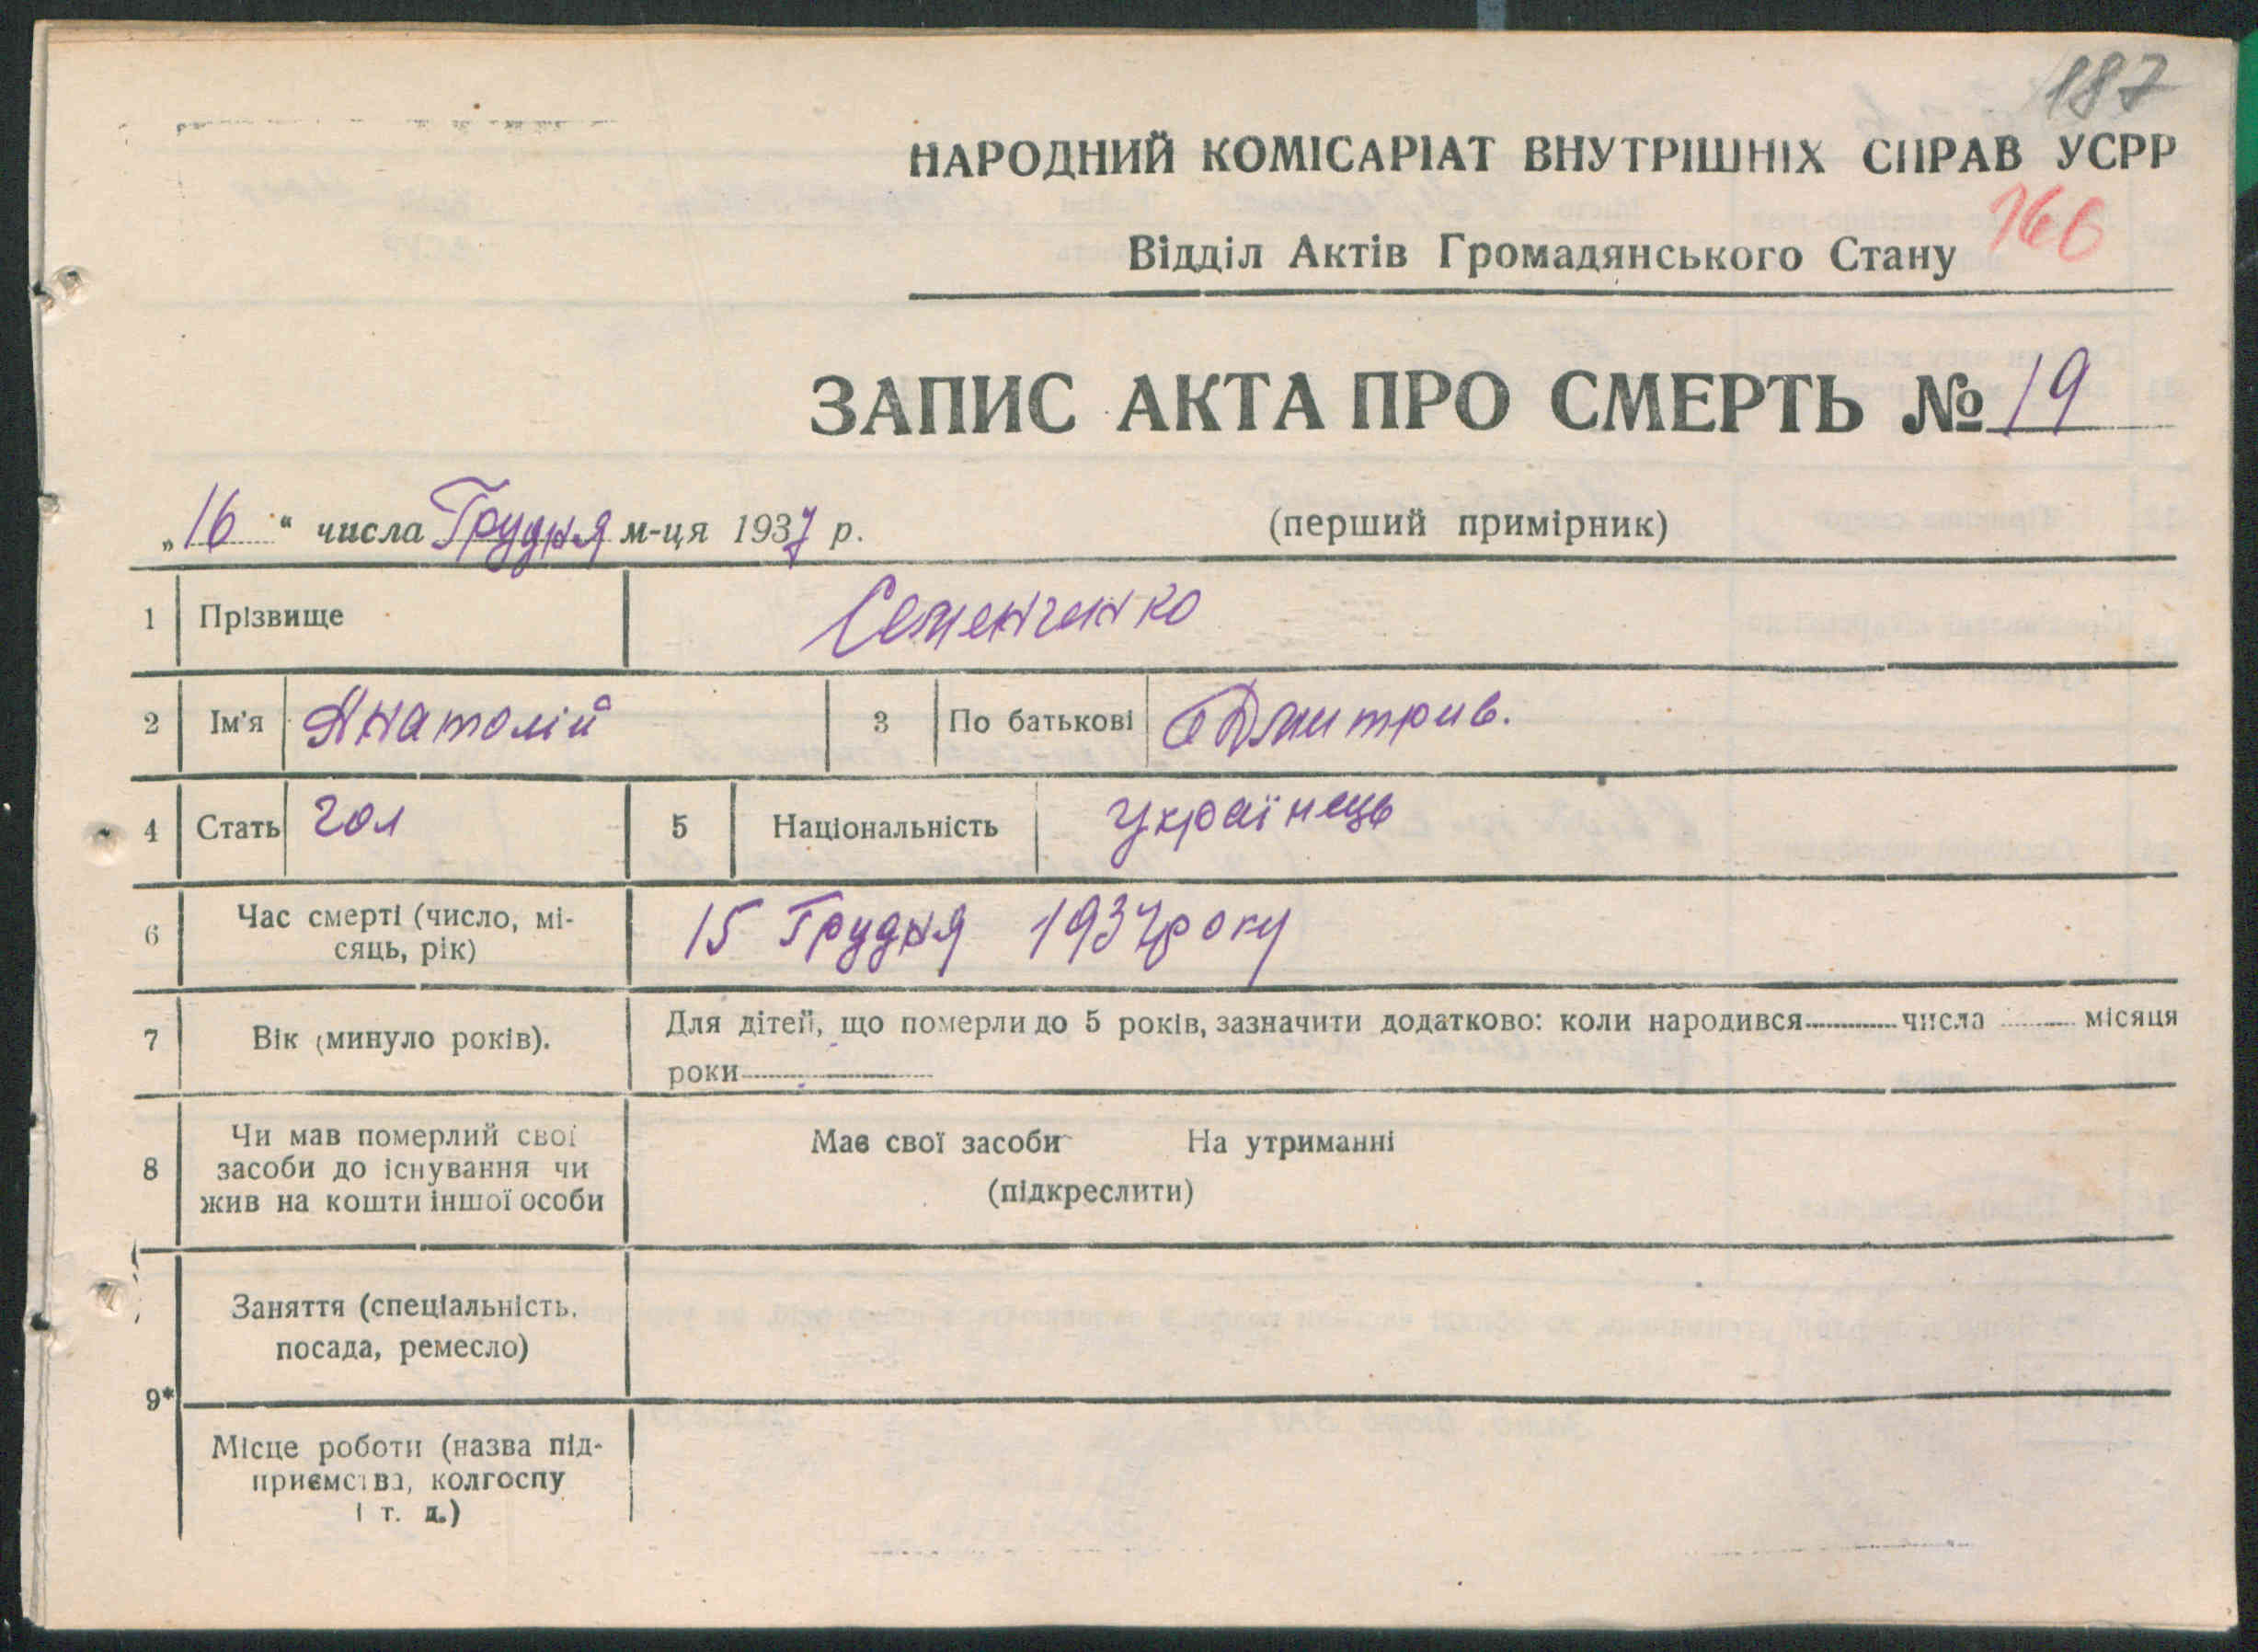 187
НАРОДНИЙ КОМІСАРІАТ ВНУТРІШНІХ СПРАВ УСРР
166
Відділ Актів Громадянського Стану
ЗАПИС АКТА ПРО СМЕРТЬ № 19
„16“ числа Грудня м-ця 1937 р. (перший примірник)
1 Прізвище Семенченко
2 Ім'я Анатолій 3 По батькові Дмитрив.
4 Стать чол 5 Національність Українець
6 Час смерті (число, мі-
сяць, рік) 15 Грудня 1937 року
7 Вік (минуло років). Для дітей, що померли до 5 років, зазначити додатково: коли народився числа місяця
роки
8 Чи мав померлий свої
засоби до існування чи
жив на кошти іншої особи
Має свої засоби На утриманні
(підкреслити)
9* Заняття (спеціальність,
посада, ремесло)
Місце роботи (назва під-
приємства, колгоспу
і т. д.)